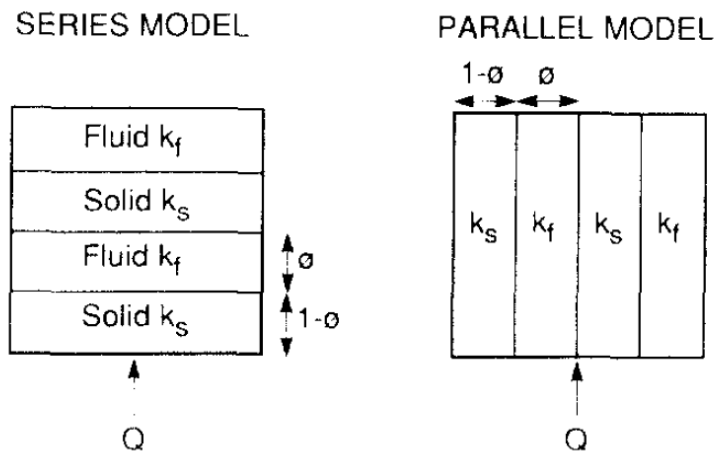 SERIES MODEL
Fluid k_f
Solid k_s
Fluid k_f
Solid k_s
ø
1-ø
Q
PARALLEL MODEL
1-ø ø
k_s k_f k_s k_f
Q